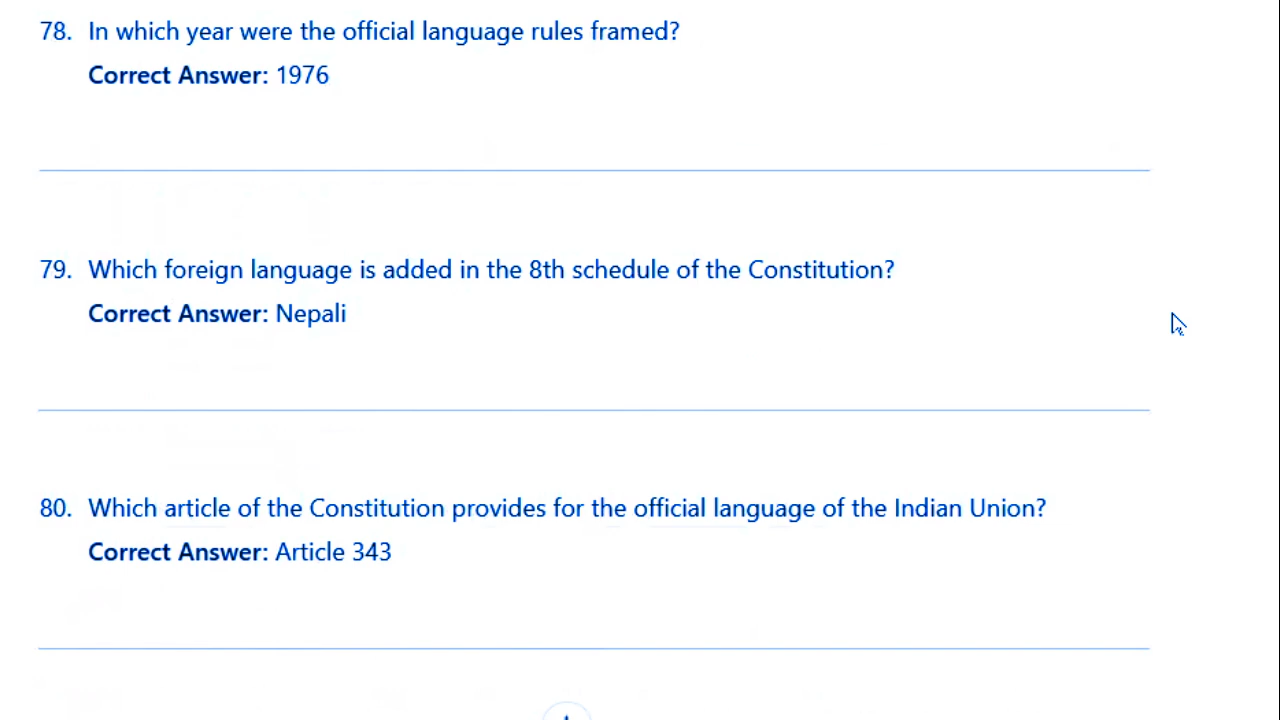 78. In which year were the official language rules framed?
Correct Answer: 1976
79. Which foreign language is added in the 8th schedule of the Constitution?
Correct Answer: Nepali
80. Which article of the Constitution provides for the official language of the Indian Union?
Correct Answer: Article 343